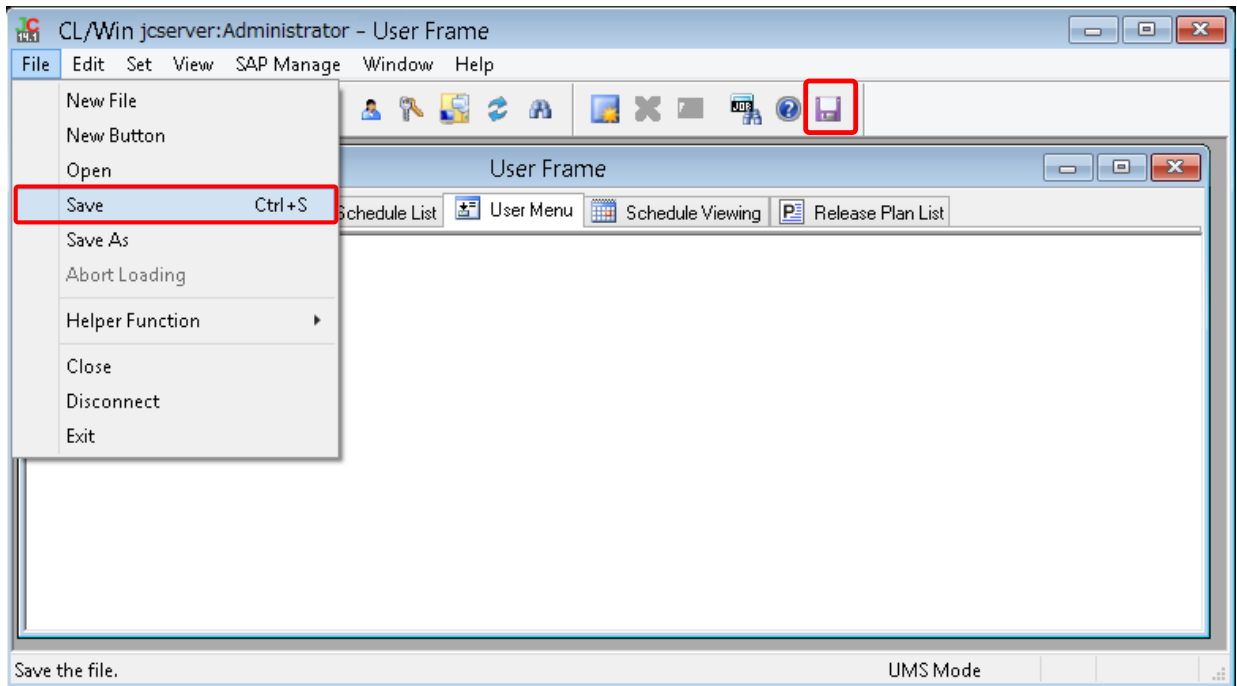 CL/Win jcserver:Administrator – User Frame
File Edit Set View SAP Manage Window Help
New File
New Button
Open
Save Ctrl+S
Save As
Abort Loading
Helper Function
Close
Disconnect
Exit
JOB
User Frame
Schedule List User Menu Schedule Viewing Release Plan List
Save the file. UMS Mode